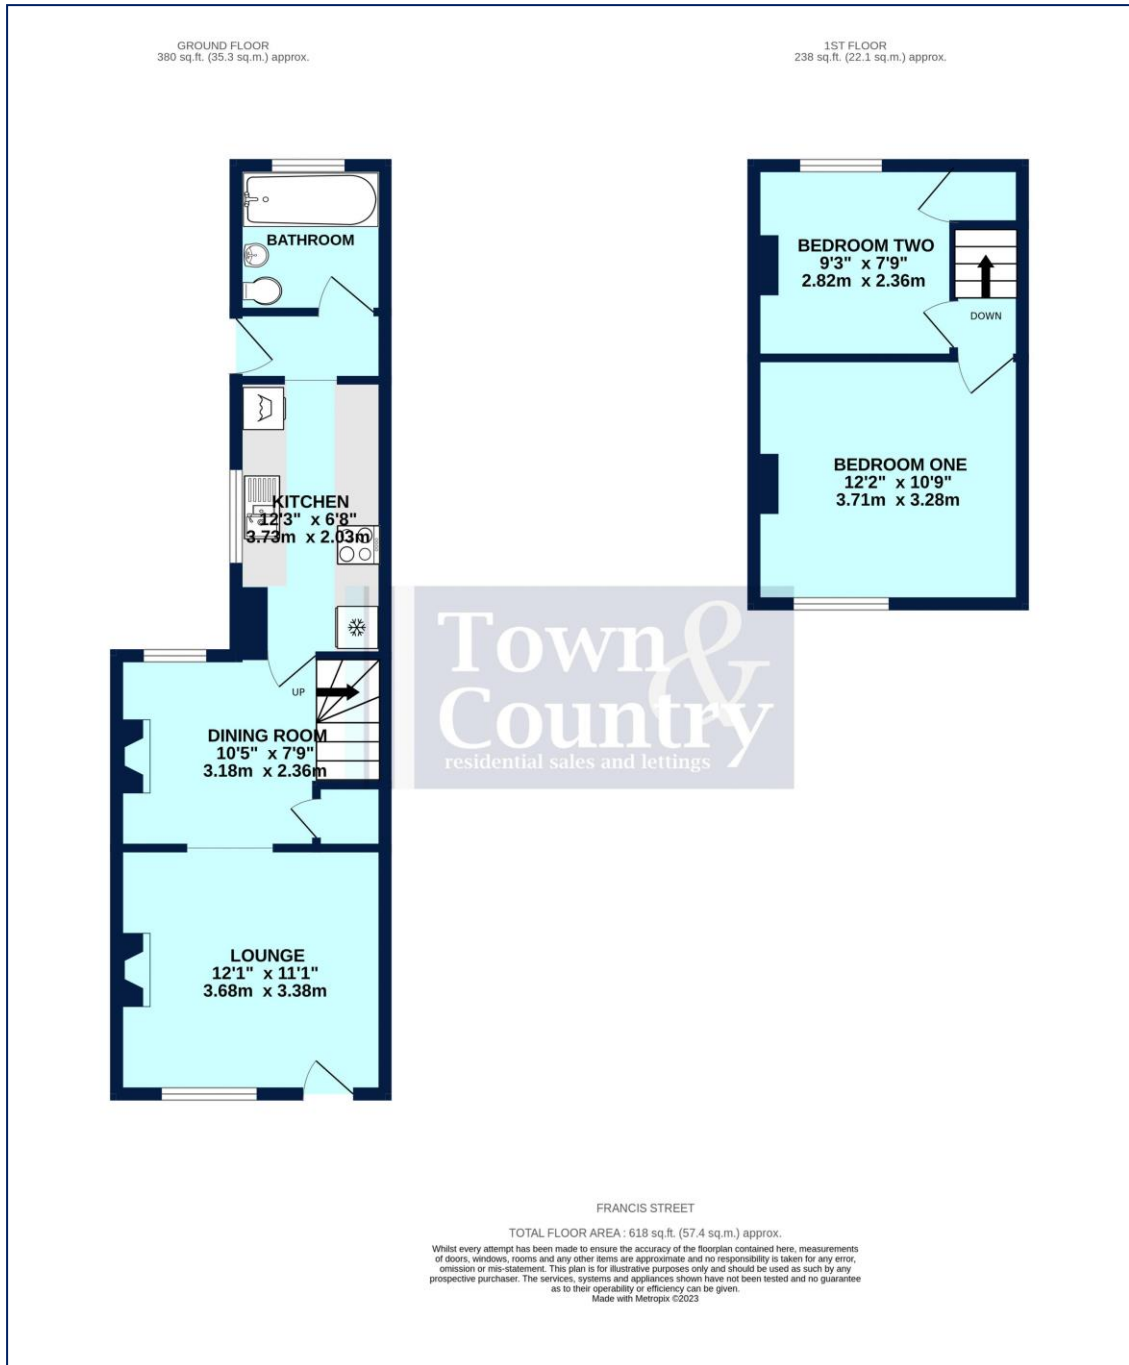 GROUND FLOOR
380 sq.ft. (35.3 sq.m.) approx.
1ST FLOOR
238 sq.ft. (22.1 sq.m.) approx.
BATHROOM
KITCHEN
12'3" x 6'8"
3.73m x 2.03m
UP
DINING ROOM
10'5" x 7'9"
3.18m x 2.36m
LOUNGE
12'1" x 11'1"
3.68m x 3.38m
BEDROOM TWO
9'3" x 7'9"
2.82m x 2.36m
DOWN
BEDROOM ONE
12'2" x 10'9"
3.71m x 3.28m
Town &
Country
residential sales and lettings
FRANCIS STREET
TOTAL FLOOR AREA : 618 sq.ft. (57.4 sq.m.) approx.
Whilst every attempt has been made to ensure the accuracy of the floorplan contained here, measurements
of doors, windows, rooms and any other items are approximate and no responsibility is taken for any error,
omission or mis-statement. This plan is for illustrative purposes only and should be used as such by any
prospective purchaser. The services, systems and appliances shown have not been tested and no guarantee
as to their operability or efficiency can be given.
Made with Metropix ©2023